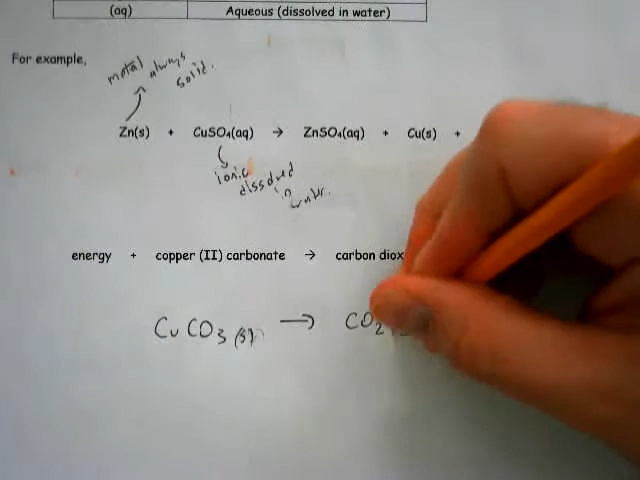 (aq) Aqueous (dissolved in water)
For example,
metal always solid.
Zn(s) + CuSO₄(aq) → ZnSO₄(aq) + Cu(s) +
ionic
dissolved
in
water.
energy + copper (II) carbonate → carbon diox
CuCO₃(s) → CO₂